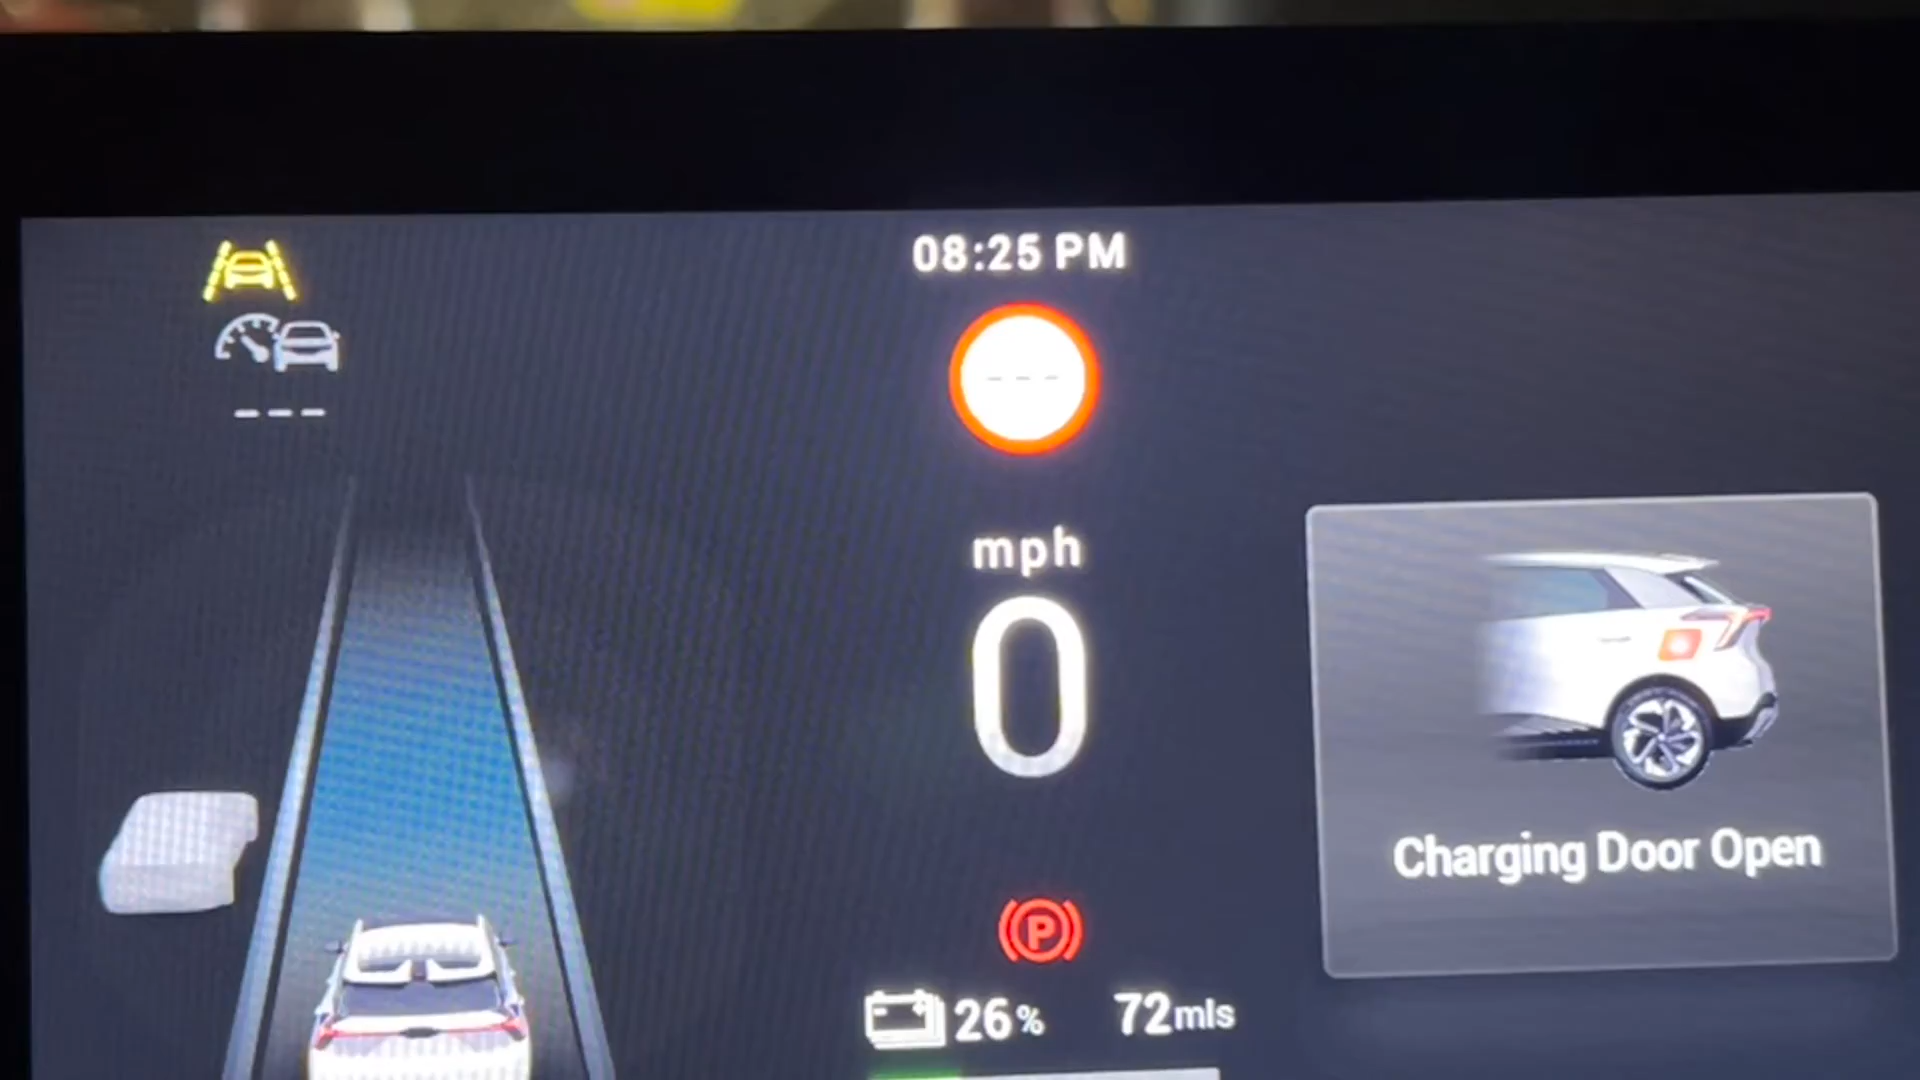 08:25 PM
---
---
mph
0
P
26% 72mls
Charging Door Open